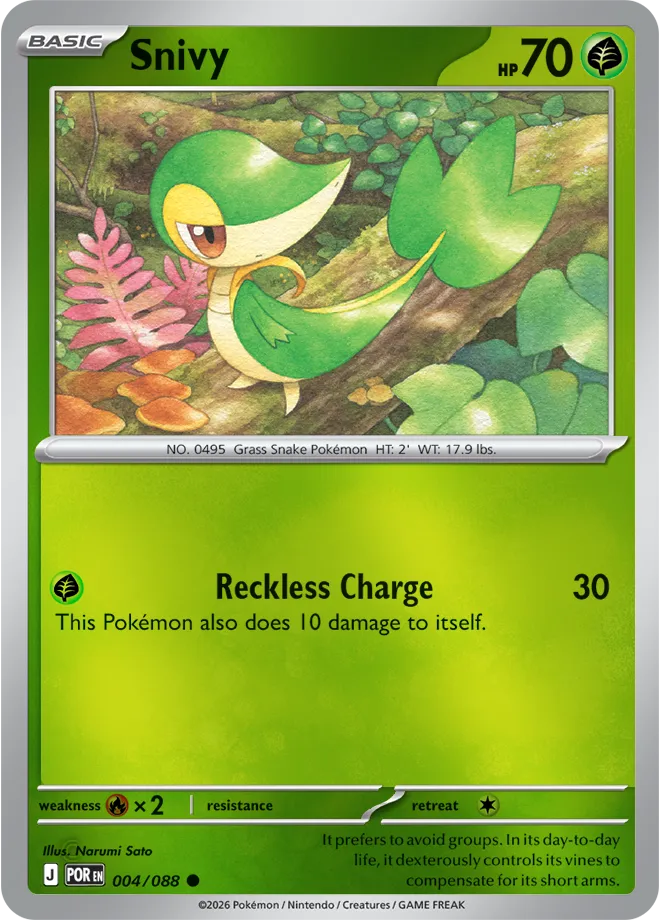 BASIC
Snivy
HP 70
NO. 0495 Grass Snake Pokémon HT: 2' WT: 17.9 lbs.
Reckless Charge 30
This Pokémon also does 10 damage to itself.
weakness ×2 resistance retreat
Illus. Narumi Sato
It prefers to avoid groups. In its day-to-day
life, it dexterously controls its vines to
compensate for its short arms.
J POR EN 004/088
©2026 Pokémon / Nintendo / Creatures / GAME FREAK